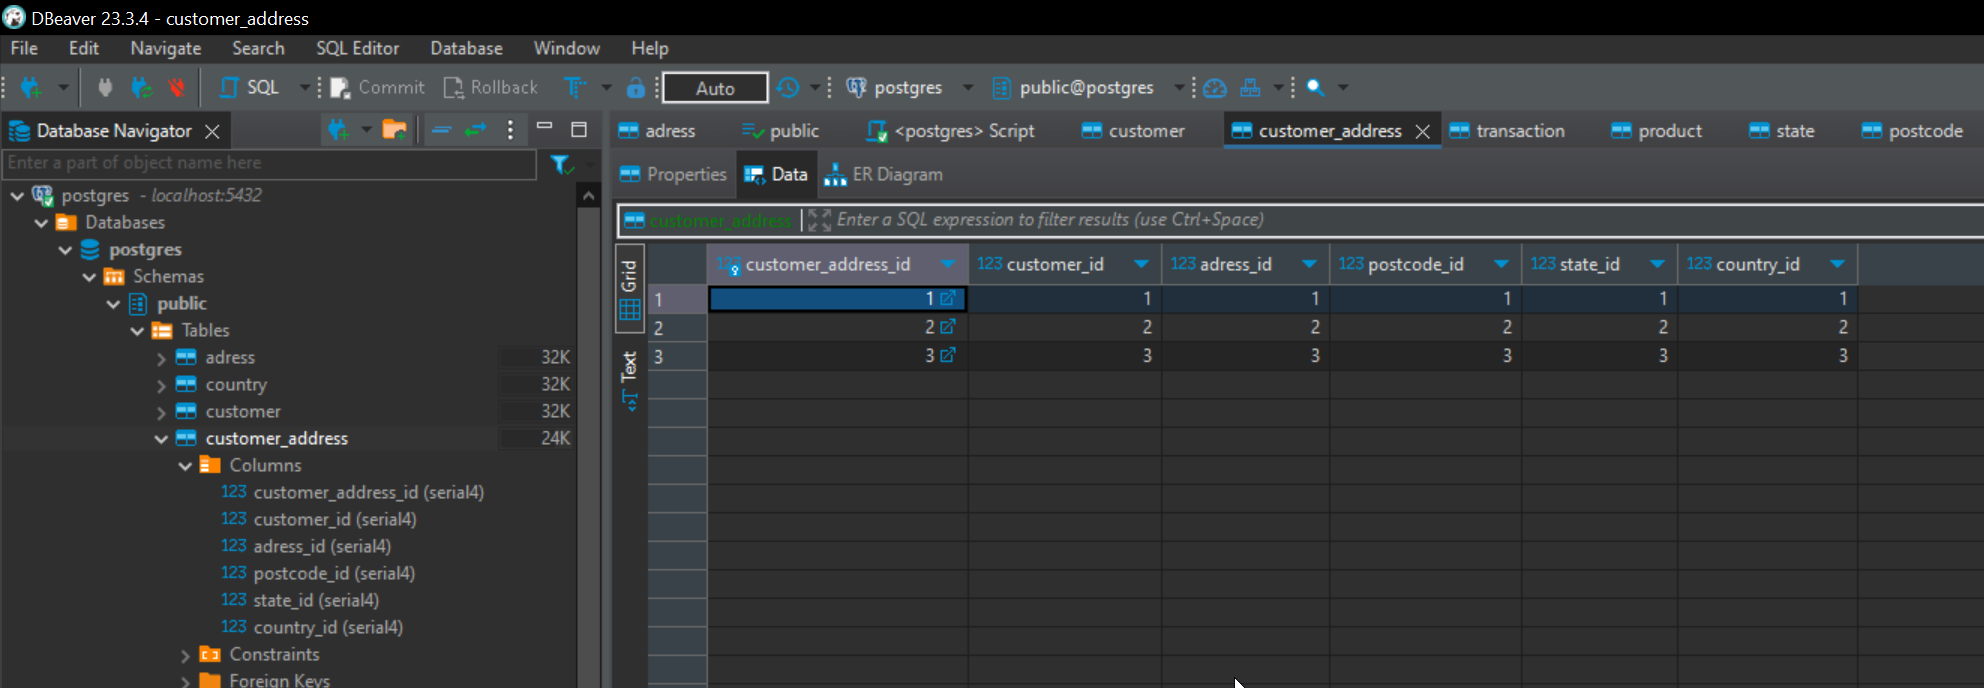 DBeaver 23.3.4 - customer_address
File Edit Navigate Search SQL Editor Database Window Help
SQL Commit Rollback Auto postgres public@postgres
Database Navigator
Enter a part of object name here
postgres - localhost:5432
Databases
postgres
Schemas
public
Tables
adress 32K
country 32K
customer 32K
customer_address 24K
Columns
123 customer_address_id (serial4)
123 customer_id (serial4)
123 adress_id (serial4)
123 postcode_id (serial4)
123 state_id (serial4)
123 country_id (serial4)
Constraints
Foreign Keys
adress public <postgres> Script customer customer_address transaction product state postcode
Properties Data ER Diagram
customer_address Enter a SQL expression to filter results (use Ctrl+Space)
Grid
Text
123 customer_address_id 123 customer_id 123 adress_id 123 postcode_id 123 state_id 123 country_id
1 1 1 1 1 1 1
2 2 2 2 2 2 2
3 3 3 3 3 3 3